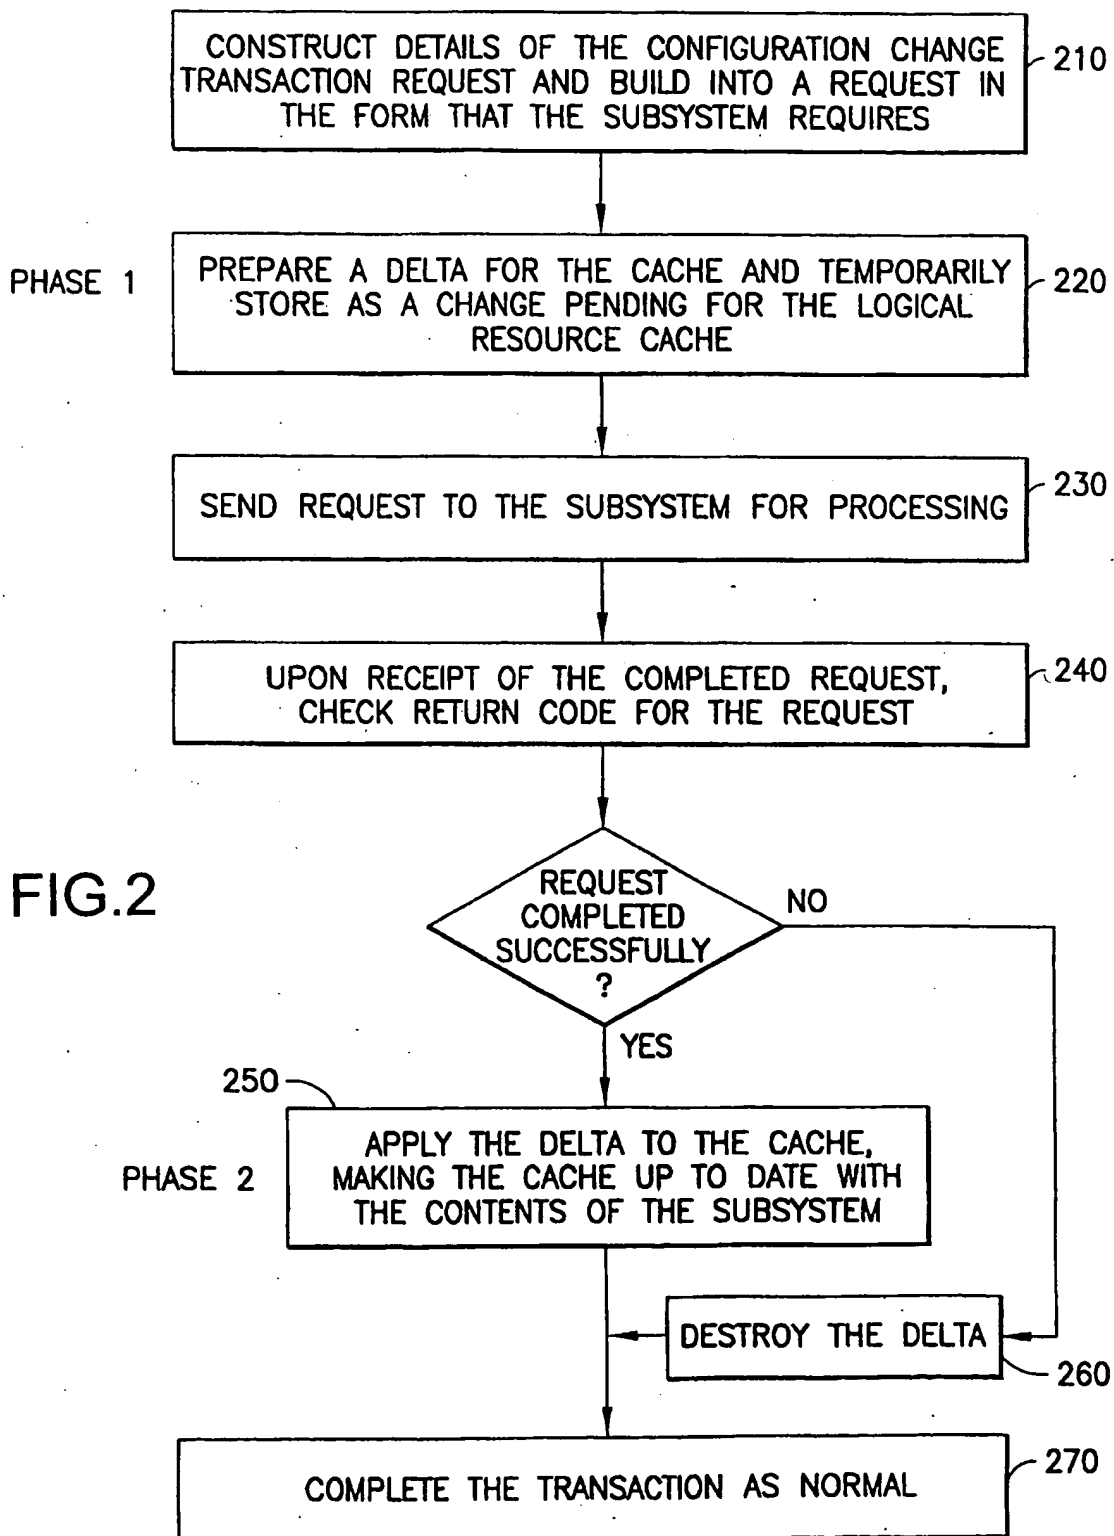 CONSTRUCT DETAILS OF THE CONFIGURATION CHANGE
TRANSACTION REQUEST AND BUILD INTO A REQUEST IN
THE FORM THAT THE SUBSYSTEM REQUIRES
210
PHASE 1
PREPARE A DELTA FOR THE CACHE AND TEMPORARILY
STORE AS A CHANGE PENDING FOR THE LOGICAL
RESOURCE CACHE
220
SEND REQUEST TO THE SUBSYSTEM FOR PROCESSING
230
UPON RECEIPT OF THE COMPLETED REQUEST,
CHECK RETURN CODE FOR THE REQUEST
240
FIG.2
REQUEST
COMPLETED
SUCCESSFULLY
?
NO
YES
250
PHASE 2
APPLY THE DELTA TO THE CACHE,
MAKING THE CACHE UP TO DATE WITH
THE CONTENTS OF THE SUBSYSTEM
DESTROY THE DELTA
260
COMPLETE THE TRANSACTION AS NORMAL
270